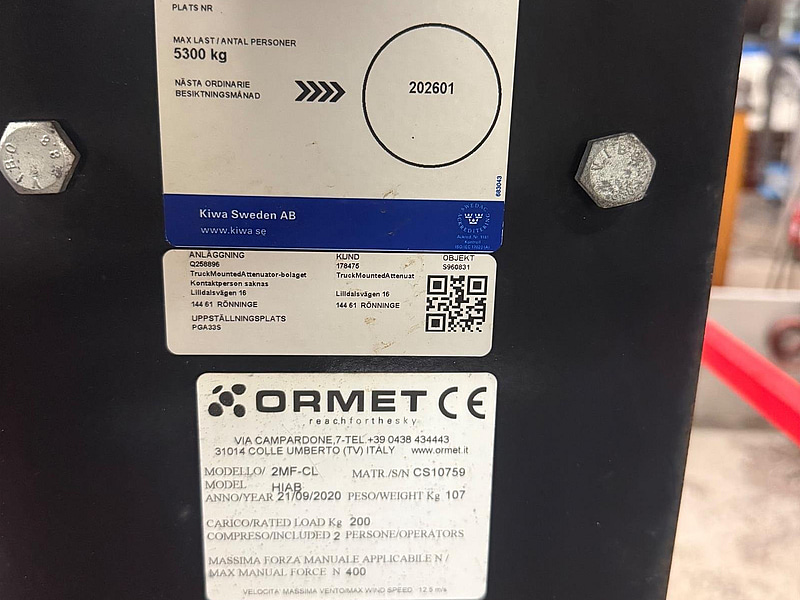 PLATS NR
MAX LAST / ANTAL PERSONER
5300 kg
NÄSTA ORDINARIE
BESIKTNINGSMÅNAD
202601
683043
Kiwa Sweden AB
www.kiwa.se
SWEDAC
ACKREDITERING
ANLÄGGNING KUND OBJEKT
Q258896 178475 S960831
TruckMountedAttenuator-bolaget TruckMountedAttenuat
Kontaktperson saknas
Lilldalsvägen 16 Lilldalsvägen 16
144 61 RÖNNINGE 144 61 RÖNNINGE
UPPSTÄLLNINGSPLATS
PGA33S
ORMET CE
reachforthesky
VIA CAMPARDONE,7-TEL.+39 0438 434443
31014 COLLE UMBERTO (TV) ITALY www.ormet.it
MODELLO/ 2MF-CL MATR./S/N CS10759
MODEL HIAB
ANNO/YEAR 21/09/2020 PESO/WEIGHT Kg 107
CARICO/RATED LOAD Kg 200
COMPRESO/INCLUDED 2 PERSONE/OPERATORS
MASSIMA FORZA MANUALE APPLICABILE N /
MAX MANUAL FORCE N 400
VELOCITA' MASSIMA VENTO/MAX WIND SPEED 12.5 m/s